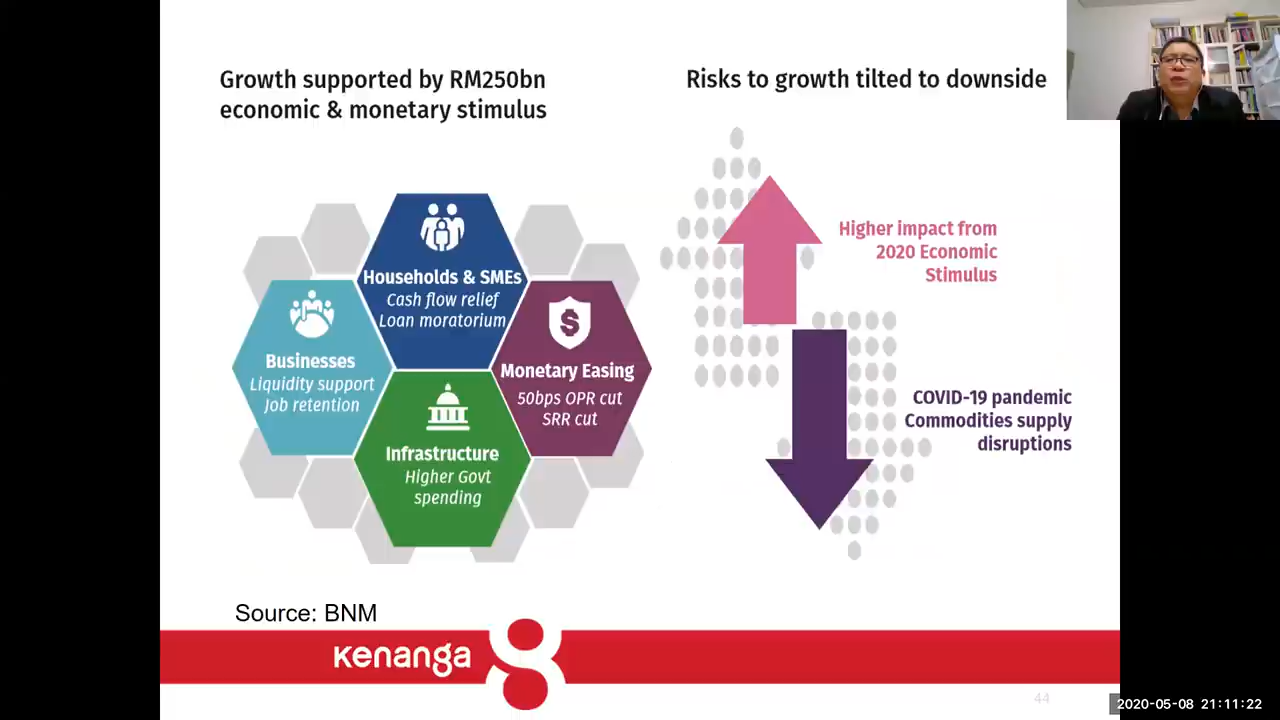 Growth supported by RM250bn
economic & monetary stimulus
Risks to growth tilted to downside
Households & SMEs
Cash flow relief
Loan moratorium
Businesses
Liquidity support
Job retention
Monetary Easing
50bps OPR cut
SRR cut
Infrastructure
Higher Govt
spending
Higher impact from
2020 Economic
Stimulus
COVID-19 pandemic
Commodities supply
disruptions
Source: BNM
kenanga
44
2020-05-08 21:11:22